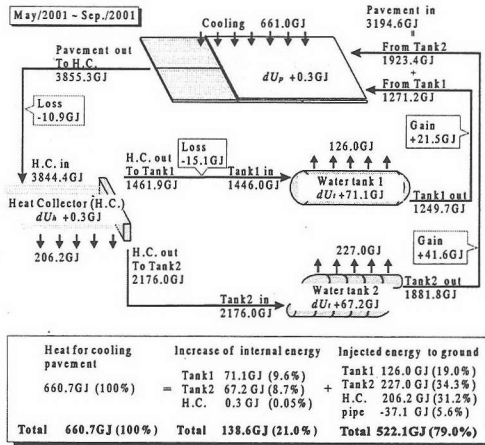 May/2001 ~ Sep./2001
Cooling 661.0GJ
Pavement in
3194.6GJ
=
From Tank2
1923.4GJ
+
From Tank1
1271.2GJ
Pavement out
To H.C.
3855.3GJ
dUp +0.3GJ
Loss
-10.9GJ
Gain
+21.5GJ
H.C. in
3844.4GJ
H.C. out
To Tank1
1461.9GJ
Loss
-15.1GJ
Tank1 in
1446.0GJ
126.0GJ
Water tank 1
dUt +71.1GJ
Tank1 out
1249.7GJ
Heat Collector (H.C.)
dUh +0.3GJ
206.2GJ
H.C. out
To Tank2
2176.0GJ
Tank2 in
2176.0GJ
227.0GJ
Water tank 2
dUt +67.2GJ
Gain
+41.6GJ
Tank2 out
1881.8GJ
Heat for cooling pavement Increase of internal energy Injected energy to ground
660.7GJ (100%) = Tank1 71.1GJ (9.6%) + Tank1 126.0 GJ (19.0%)
Tank2 67.2 GJ (8.7%) Tank2 227.0 GJ (34.3%)
H.C. 0.3 GJ (0.05%) H.C. 206.2 GJ (31.2%)
pipe -37.1 GJ (5.6%)
Total 660.7GJ (100%) 138.6GJ (21.0%) Total 522.1GJ (79.0%)